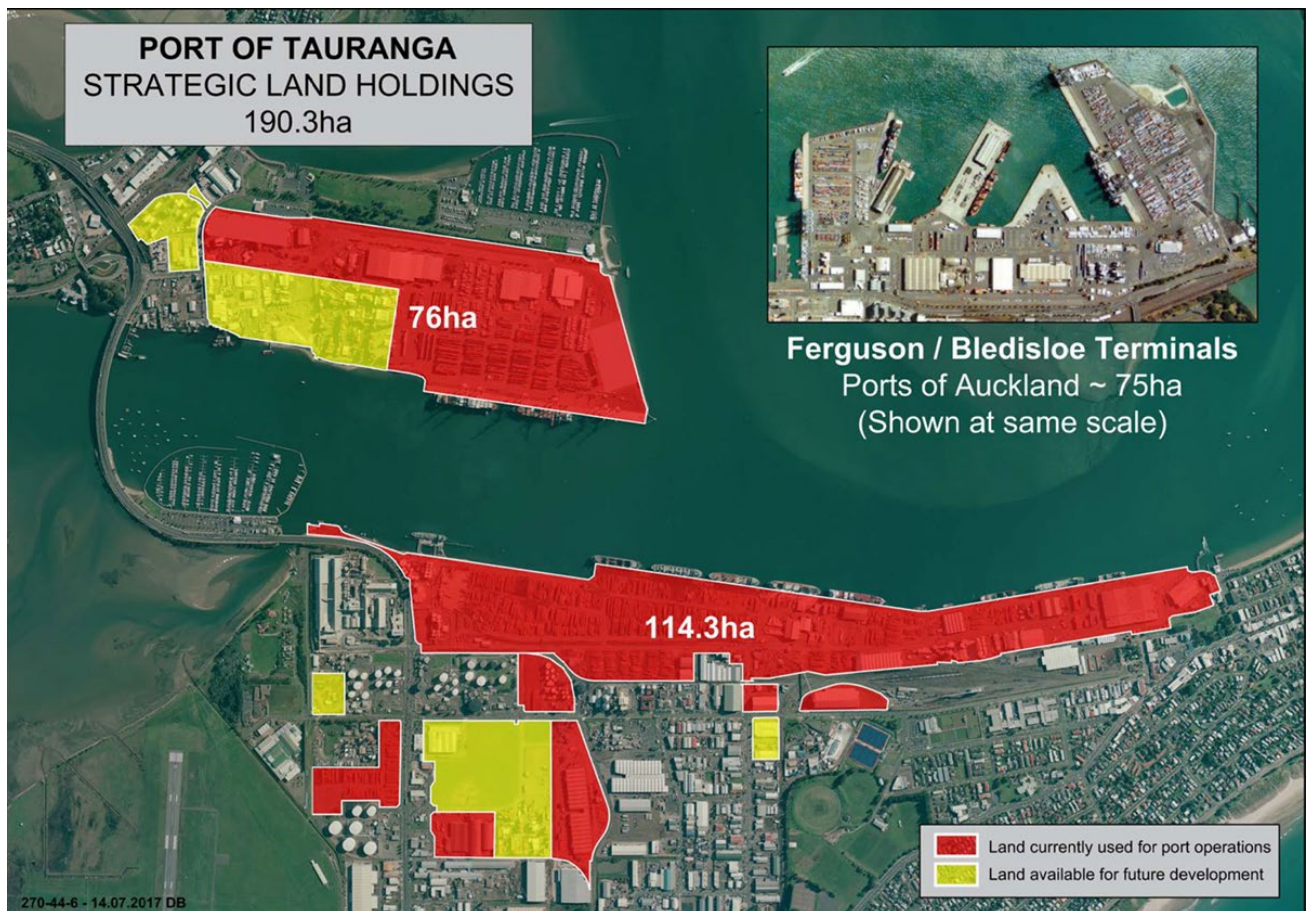 PORT OF TAURANGA
STRATEGIC LAND HOLDINGS
190.3ha
76ha
Ferguson / Bledisloe Terminals
Ports of Auckland ~ 75ha
(Shown at same scale)
114.3ha
Land currently used for port operations
Land available for future development
270-44-6 - 14.07.2017 DB